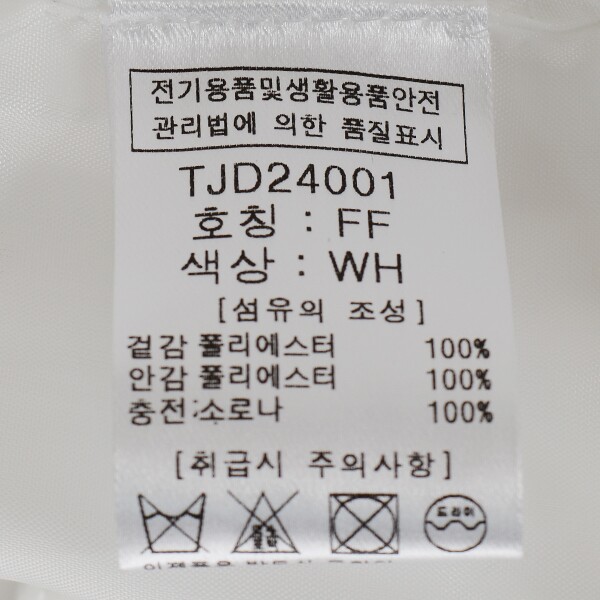 전기용품및생활용품안전
관리법에 의한 품질표시
TJD24001
호칭 : FF
색상 : WH
[섬유의 조성]
겉감 폴리에스터 100%
안감 폴리에스터 100%
충전:소로나 100%
[취급시 주의사항]
드라이